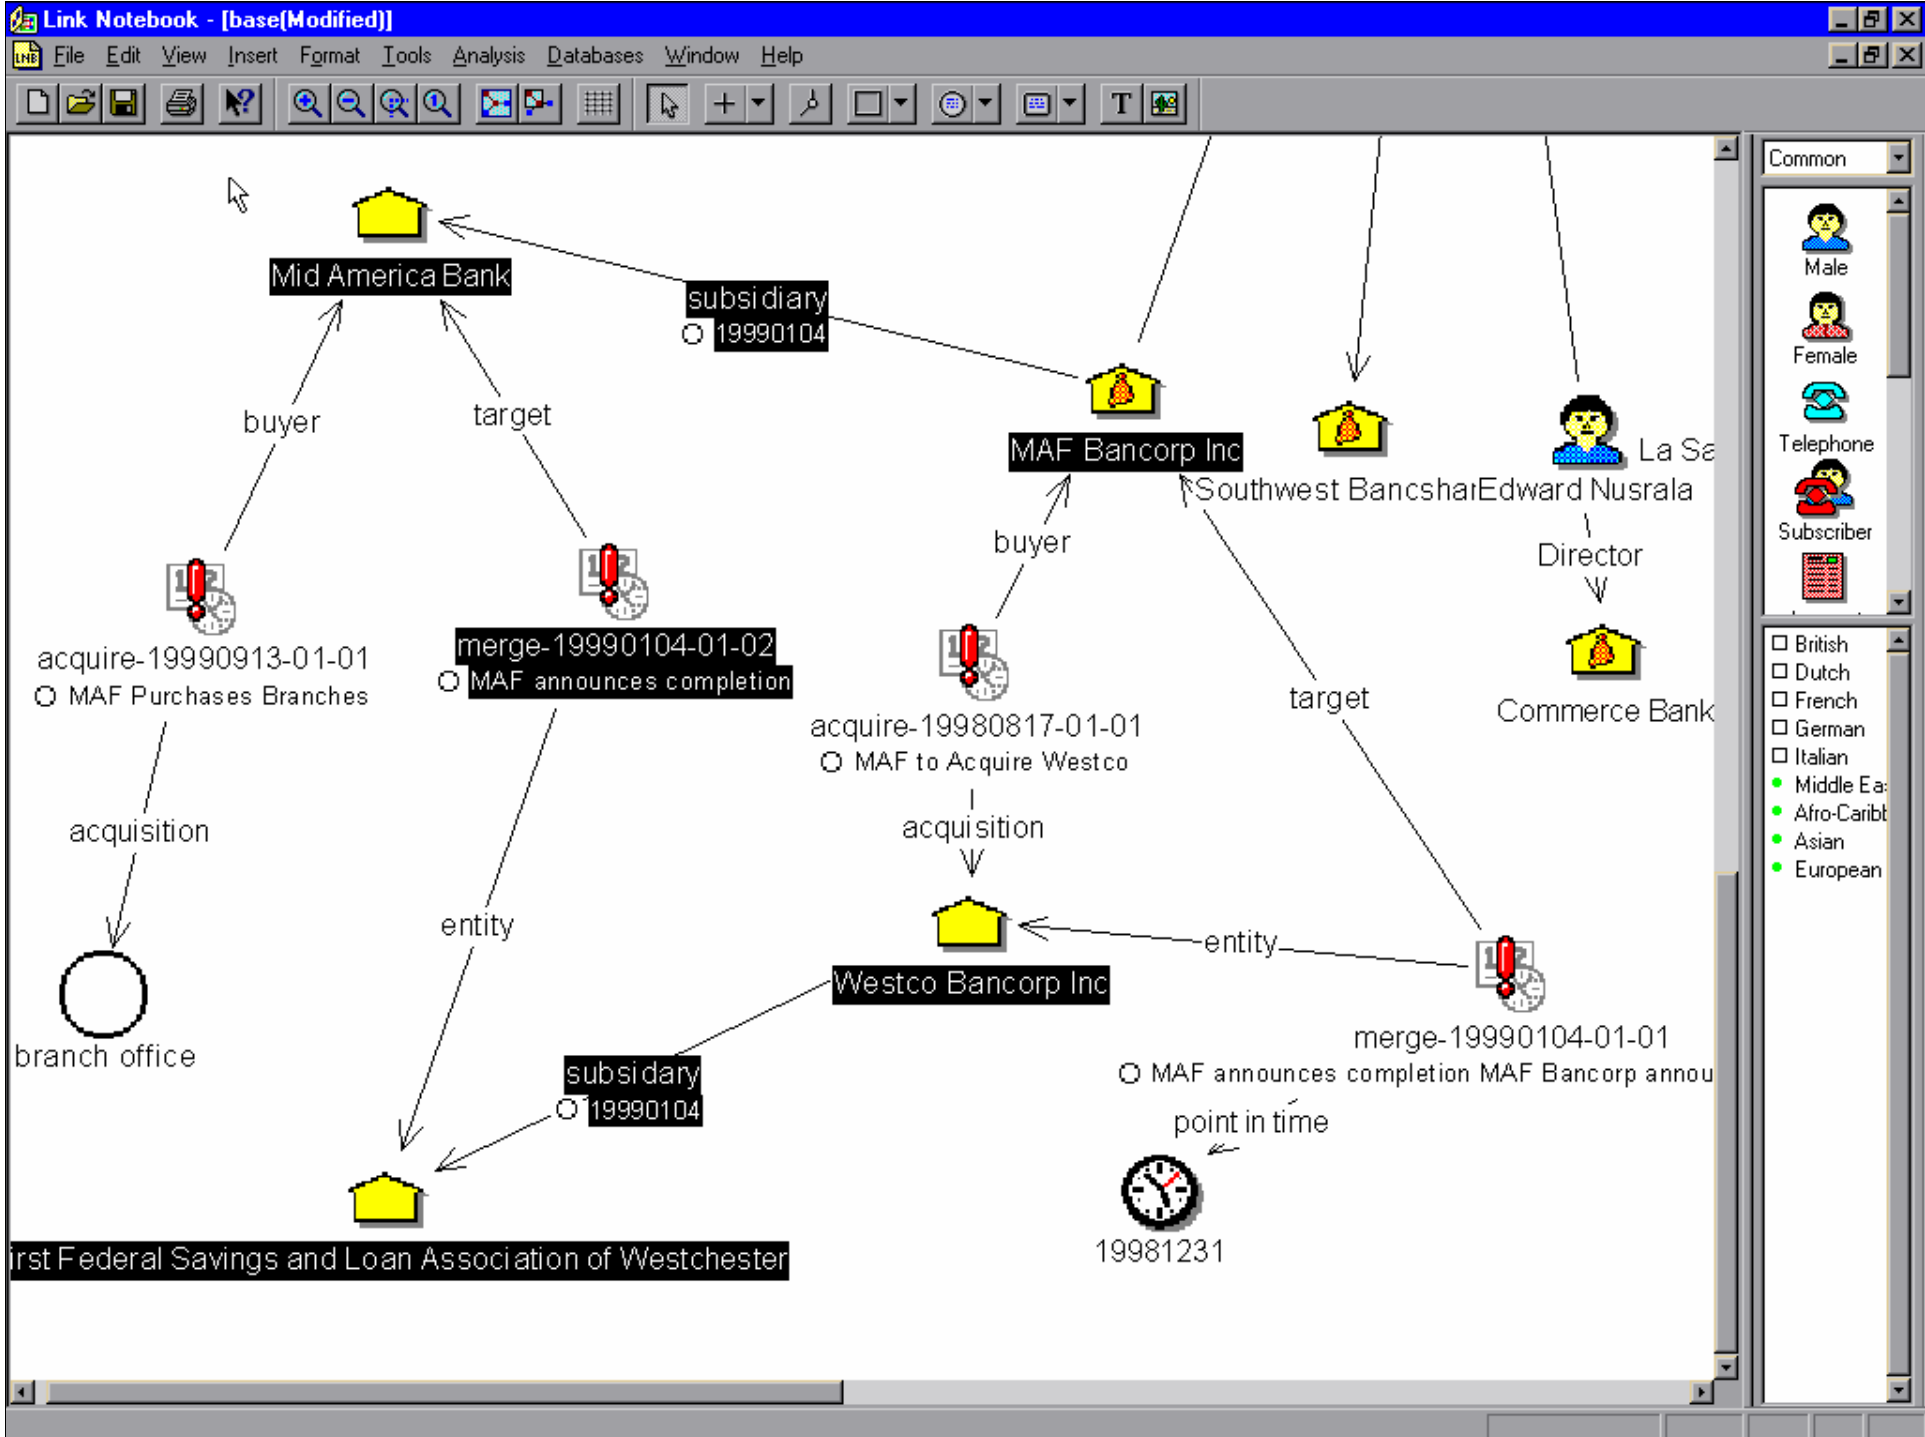 Link Notebook - [base(Modified)]
LNB File Edit View Insert Format Tools Analysis Databases Window Help
T
Common
Male
Female
Telephone
Subscriber
British
Dutch
French
German
Italian
Middle Ea
Afro-Caribb
Asian
European
Mid America Bank
subsidiary
19990104
buyer
target
MAF Bancorp Inc
La Sa
Southwest Bancshar
Edward Nusrala
buyer
Director
acquire-19990913-01-01
MAF Purchases Branches
merge-19990104-01-02
MAF announces completion
acquire-19980817-01-01
MAF to Acquire Westco
target
Commerce Bank
acquisition
acquisition
entity
entity
Westco Bancorp Inc
branch office
subsidary
19990104
merge-19990104-01-01
MAF announces completion MAF Bancorp annou
point in time
19981231
irst Federal Savings and Loan Association of Westchester